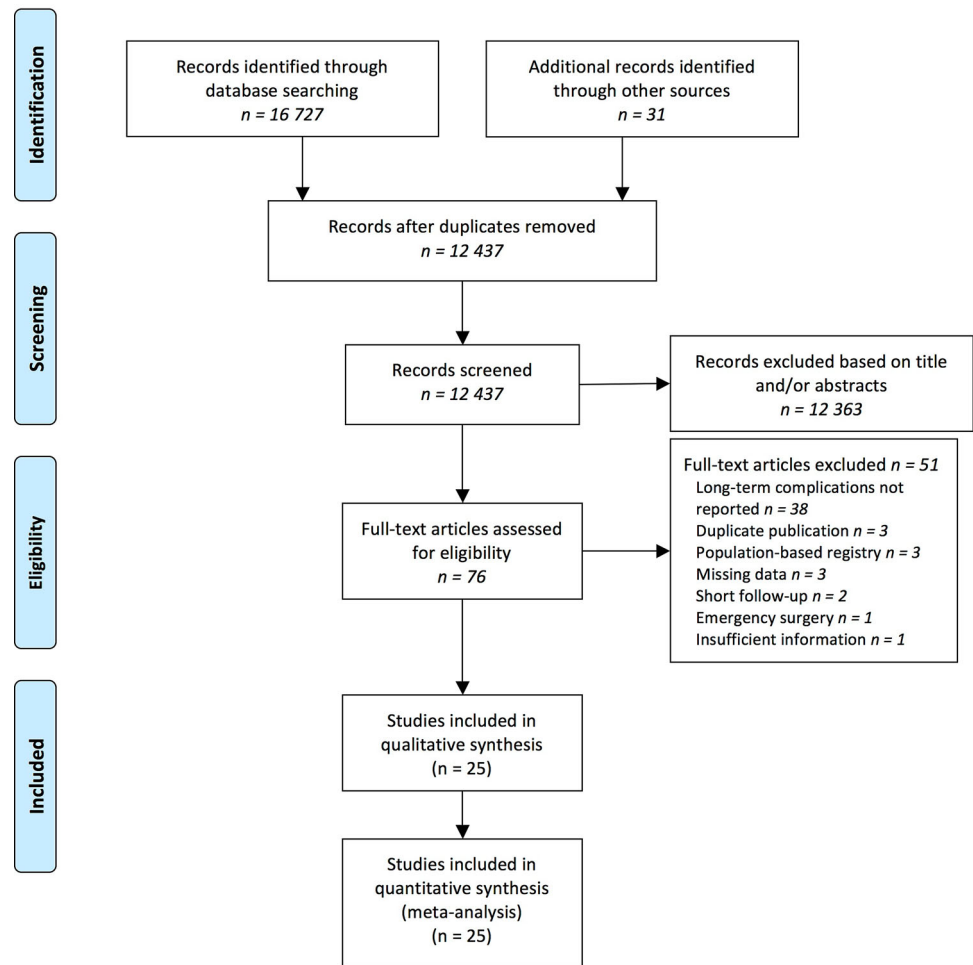 Identification
Records identified through
database searching
n = 16 727
Additional records identified
through other sources
n = 31
Records after duplicates removed
n = 12 437
Screening
Records screened
n = 12 437
Records excluded based on title
and/or abstracts
n = 12 363
Eligibility
Full-text articles assessed
for eligibility
n = 76
Full-text articles excluded n = 51
Long-term complications not
reported n = 38
Duplicate publication n = 3
Population-based registry n = 3
Missing data n = 3
Short follow-up n = 2
Emergency surgery n = 1
Insufficient information n = 1
Included
Studies included in
qualitative synthesis
(n = 25)
Studies included in
quantitative synthesis
(meta-analysis)
(n = 25)